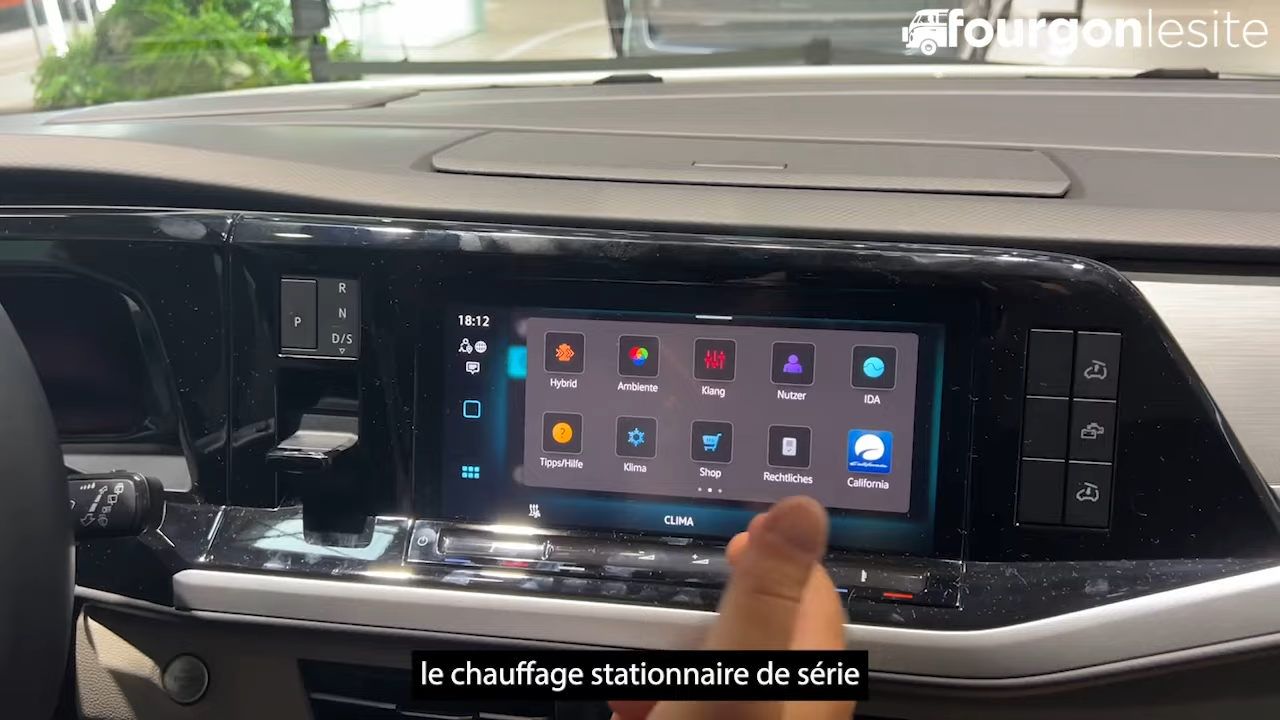 fourgonlesite
R
N
P
D/S
18:12
Hybrid
Ambiente
Klang
Nutzer
IDA
Tipps/Hilfe
Klima
Shop
Rechtliches
California
CLIMA
le chauffage stationnaire de série